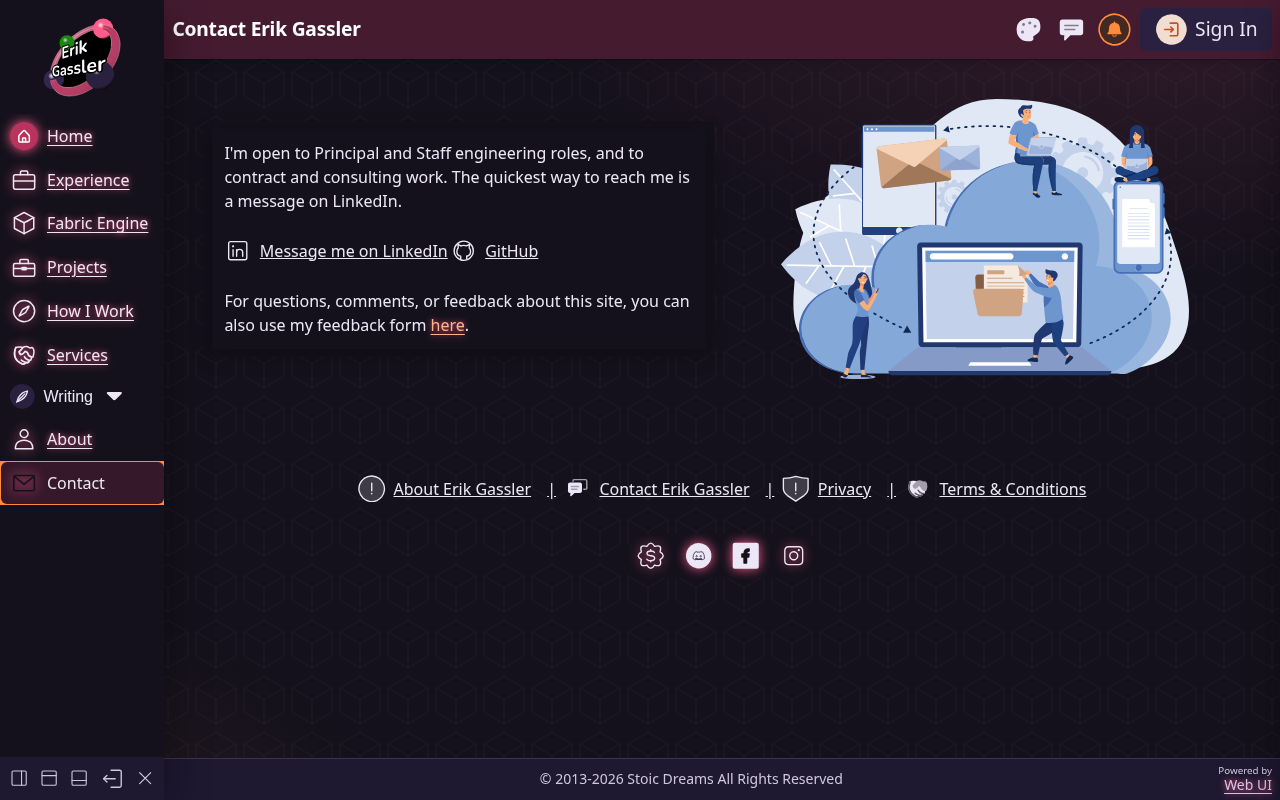 Erik
Gassler
Contact Erik Gassler
Sign In
Home
Experience
Fabric Engine
Projects
How I Work
Services
Writing
About
Contact
I'm open to Principal and Staff engineering roles, and to
contract and consulting work. The quickest way to reach me is
a message on LinkedIn.
Message me on LinkedIn GitHub
For questions, comments, or feedback about this site, you can
also use my feedback form here.
About Erik Gassler | Contact Erik Gassler | Privacy | Terms & Conditions
© 2013-2026 Stoic Dreams All Rights Reserved
Powered by
Web UI